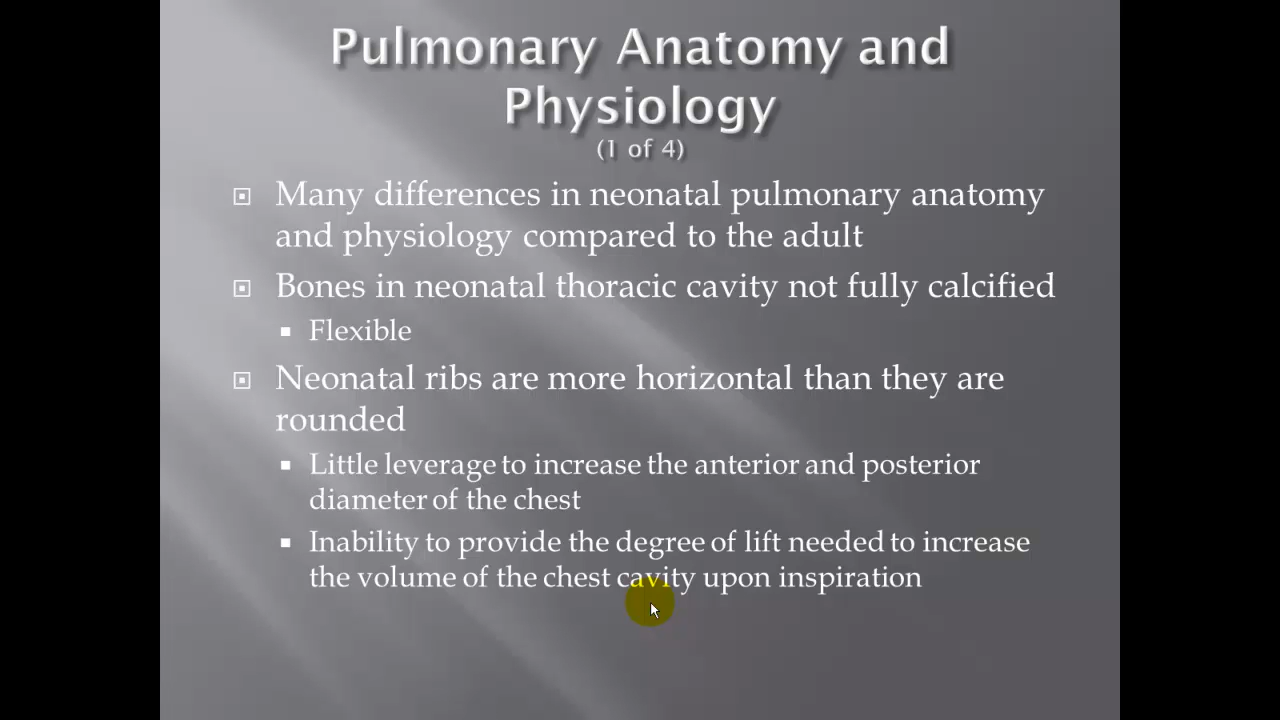 Pulmonary Anatomy and
Physiology
(1 of 4)
Many differences in neonatal pulmonary anatomy
and physiology compared to the adult
Bones in neonatal thoracic cavity not fully calcified
Flexible
Neonatal ribs are more horizontal than they are
rounded
Little leverage to increase the anterior and posterior
diameter of the chest
Inability to provide the degree of lift needed to increase
the volume of the chest cavity upon inspiration